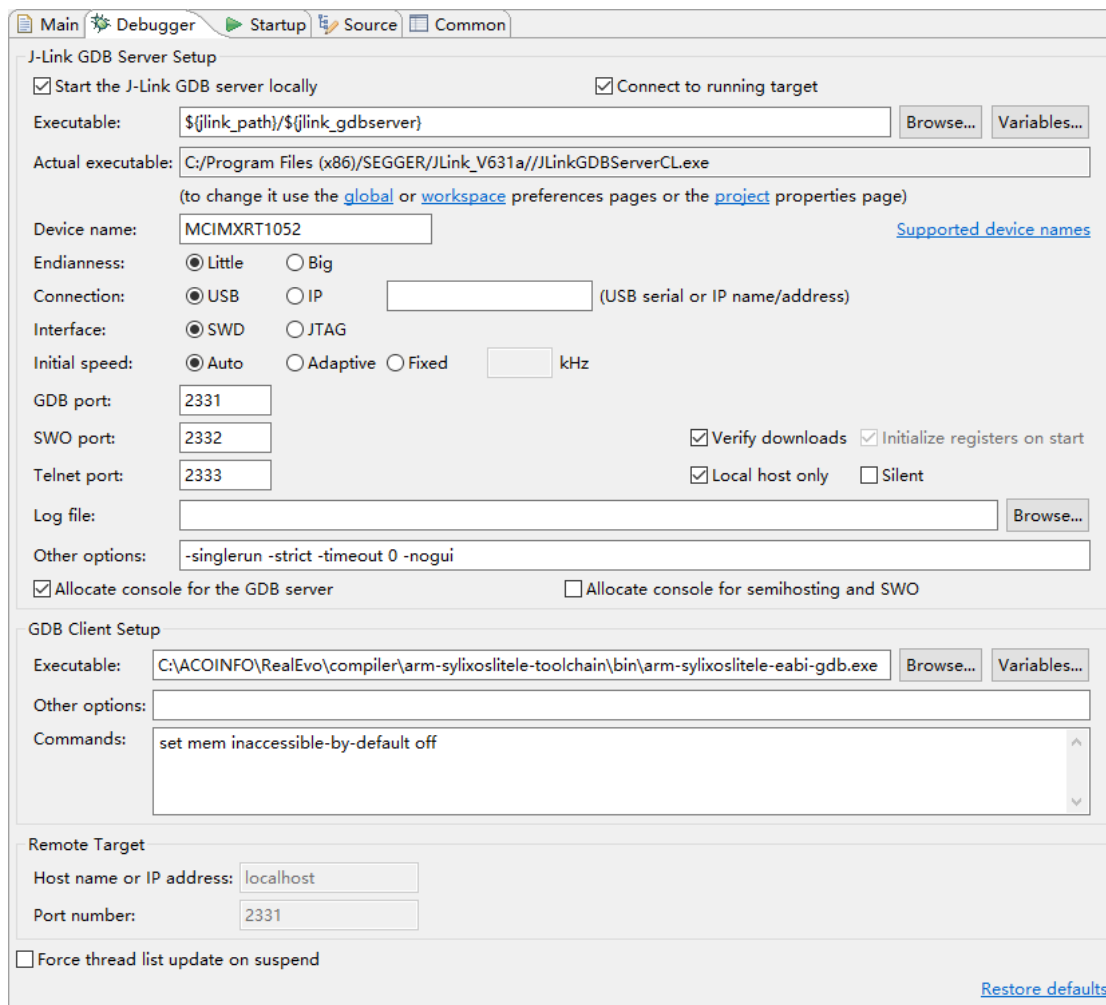 Main Debugger Startup Source Common
J-Link GDB Server Setup
Start the J-Link GDB server locally Connect to running target
Executable: ${jlink_path}/${jlink_gdbserver} Browse... Variables...
Actual executable: C:/Program Files (x86)/SEGGER/JLink_V631a//JLinkGDBServerCL.exe
(to change it use the global or workspace preferences pages or the project properties page)
Device name: MCIMXRT1052 Supported device names
Endianness: Little Big
Connection: USB IP (USB serial or IP name/address)
Interface: SWD JTAG
Initial speed: Auto Adaptive Fixed kHz
GDB port: 2331
SWO port: 2332 Verify downloads Initialize registers on start
Telnet port: 2333 Local host only Silent
Log file: Browse...
Other options: -singlerun -strict -timeout 0 -nogui
Allocate console for the GDB server Allocate console for semihosting and SWO
GDB Client Setup
Executable: C:\ACOINFO\RealEvo\compiler\arm-sylixoslitele-toolchain\bin\arm-sylixoslitele-eabi-gdb.exe Browse... Variables...
Other options:
Commands: set mem inaccessible-by-default off
Remote Target
Host name or IP address: localhost
Port number: 2331
Force thread list update on suspend
Restore defaults